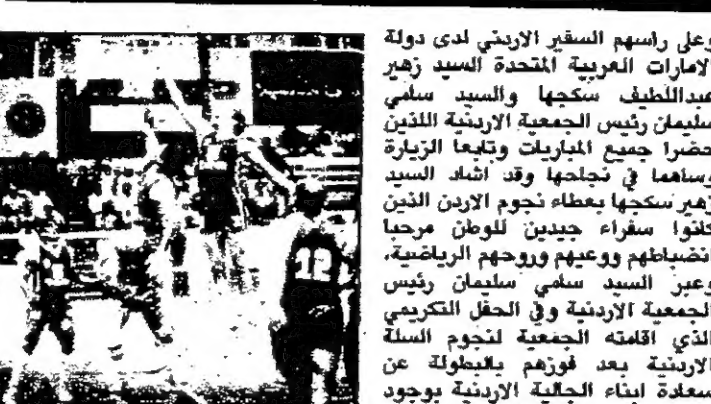 وعلى راسهم السفير الاردني لدى دولة
الامارات العربية المتحدة السيد زهير
عبداللطيف سكجها والسيد سامي
سليمان رئيس الجمعية الاردنية اللذين
حضرا جميع المباريات وتابعا الزيارة
وساهما في نجاحها وقد اشاد السيد
زهير سكجها بعطاء نجوم الاردن الذين
كانوا سفراء جيدين للوطن مرحبا
انضباطهم ووعيهم وروحهم الرياضية،
وعبر السيد سامي سليمان رئيس
الجمعية الاردنية وفي الحفل التكريمي
الذي اقامته الجمعية لنجوم السلة
الاردنية بعد فوزهم بالبطولة عن
سعادة ابناء الجالية الاردنية بوجود
12